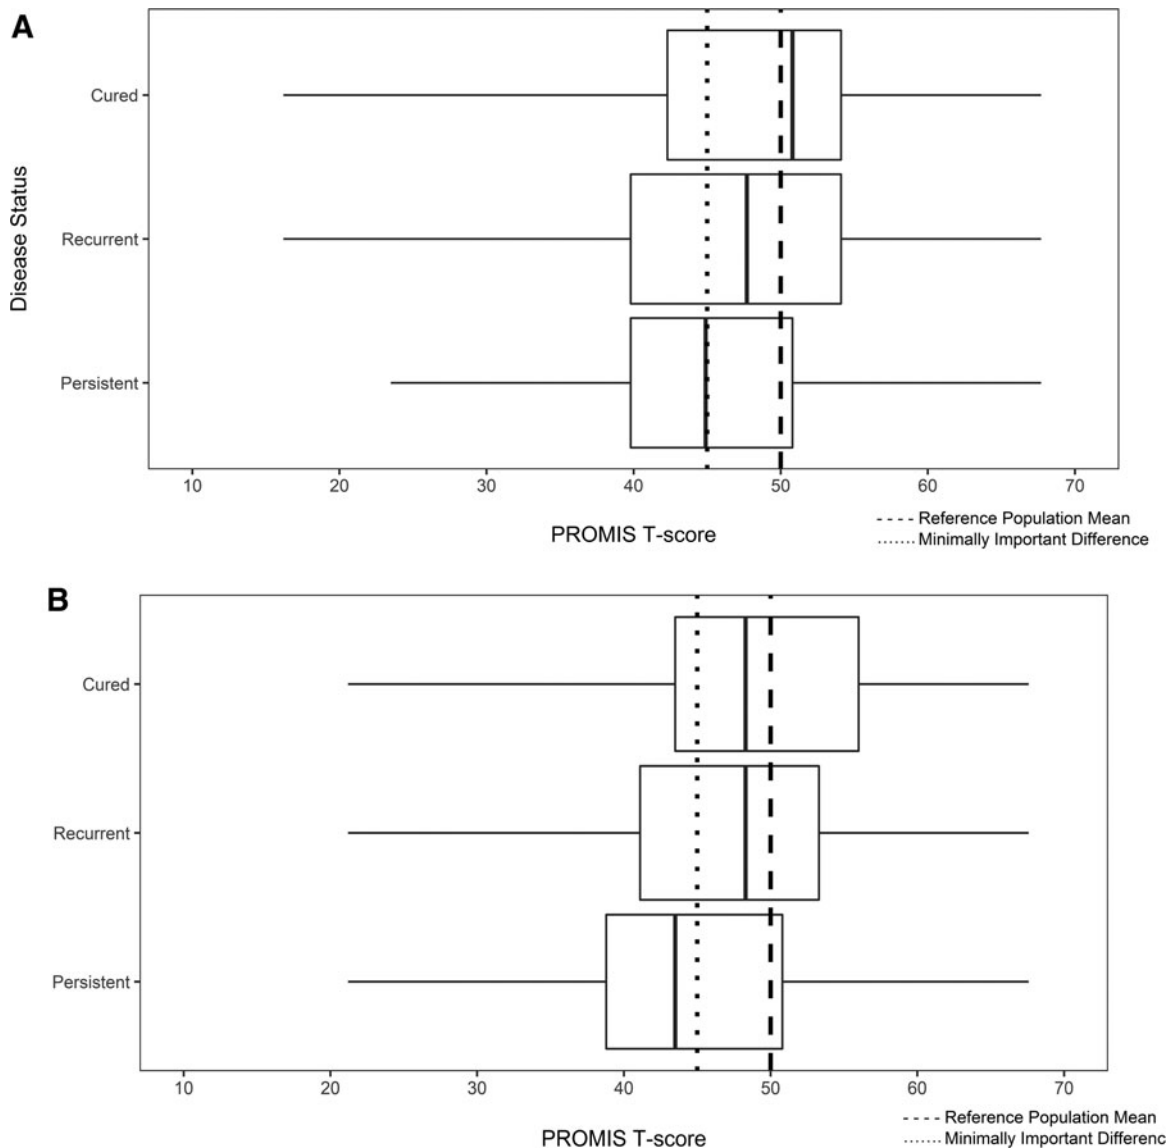 A
Cured
Recurrent
Persistent
Disease Status
10 20 30 40 50 60 70
PROMIS T-score
Reference Population Mean
Minimally Important Difference
B
Cured
Recurrent
Persistent
10 20 30 40 50 60 70
PROMIS T-score
Reference Population Mean
Minimally Important Differenc